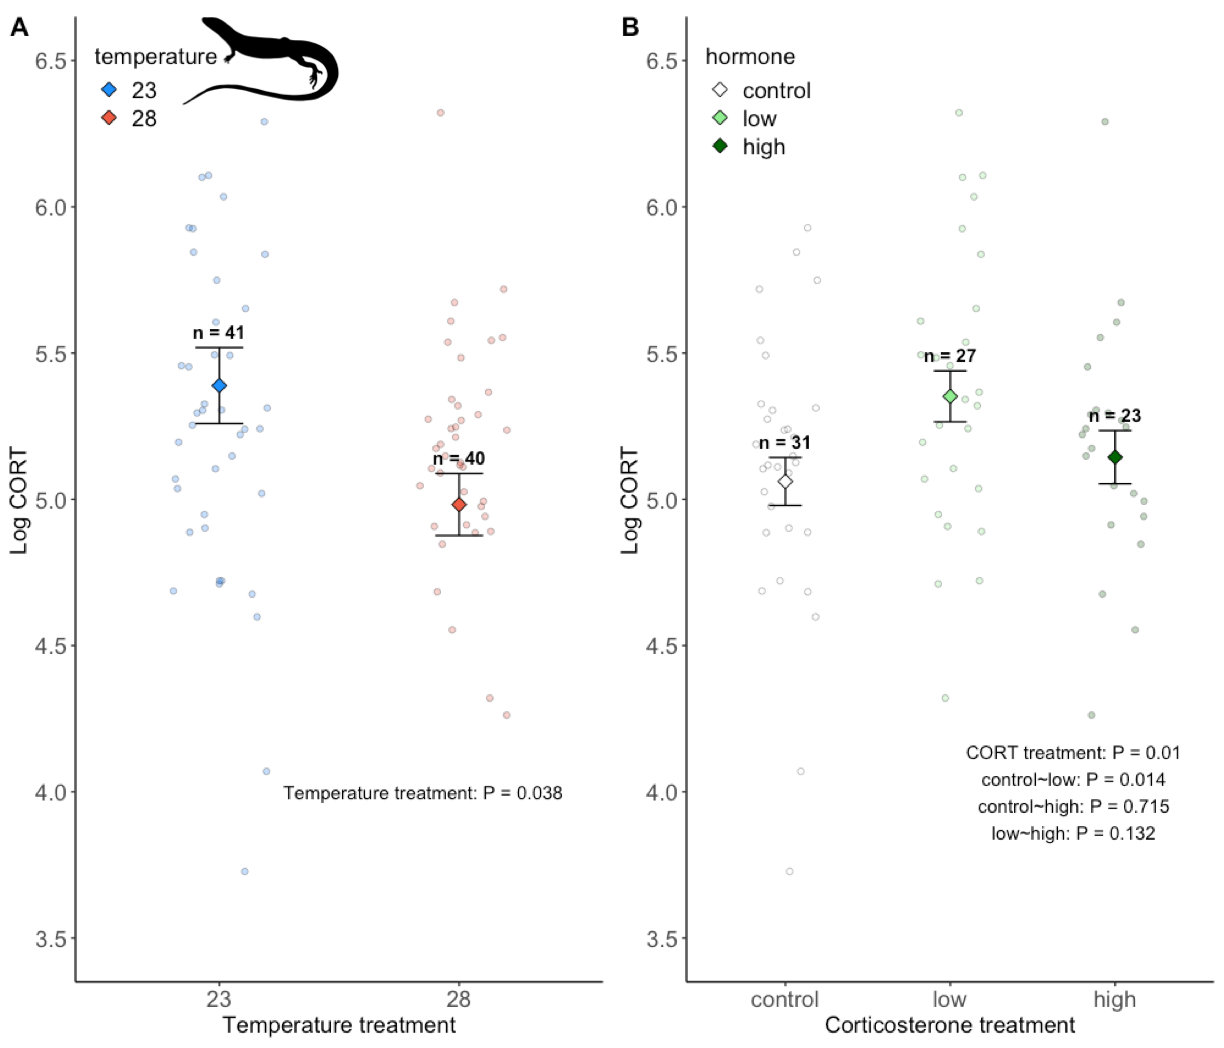 A
temperature
23
28
6.5
6.0
5.5
5.0
4.5
4.0
3.5
Log CORT
n = 41
n = 40
Temperature treatment: P = 0.038
23
28
Temperature treatment
B
hormone
control
low
high
6.5
6.0
5.5
5.0
4.5
4.0
3.5
Log CORT
n = 31
n = 27
n = 23
CORT treatment: P = 0.01
control~low: P = 0.014
control~high: P = 0.715
low~high: P = 0.132
control
low
high
Corticosterone treatment